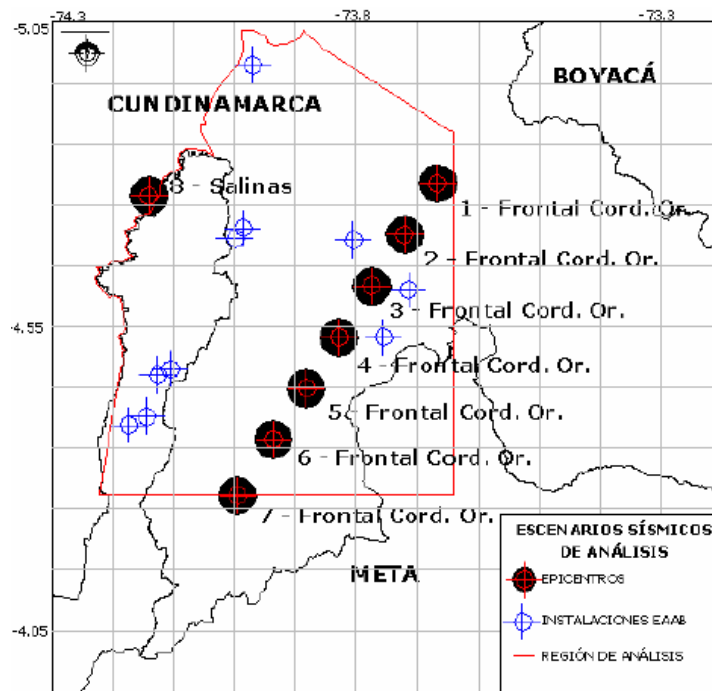 -74.3
-73.8
-73.3
-5.05
BOYACÁ
CUNDINAMARCA
8 - Salinas
1 - Frontal Cord. Or.
2 - Frontal Cord. Or.
3 - Frontal Cord. Or.
-4.55
4 - Frontal Cord. Or.
5 - Frontal Cord. Or.
6 - Frontal Cord. Or.
7 - Frontal Cord. Or.
META
-4.05
ESCENARIOS SÍSMICOS
DE ANÁLISIS
EPICENTROS
INSTALACIONES EAAB
REGIÓN DE ANÁLISIS